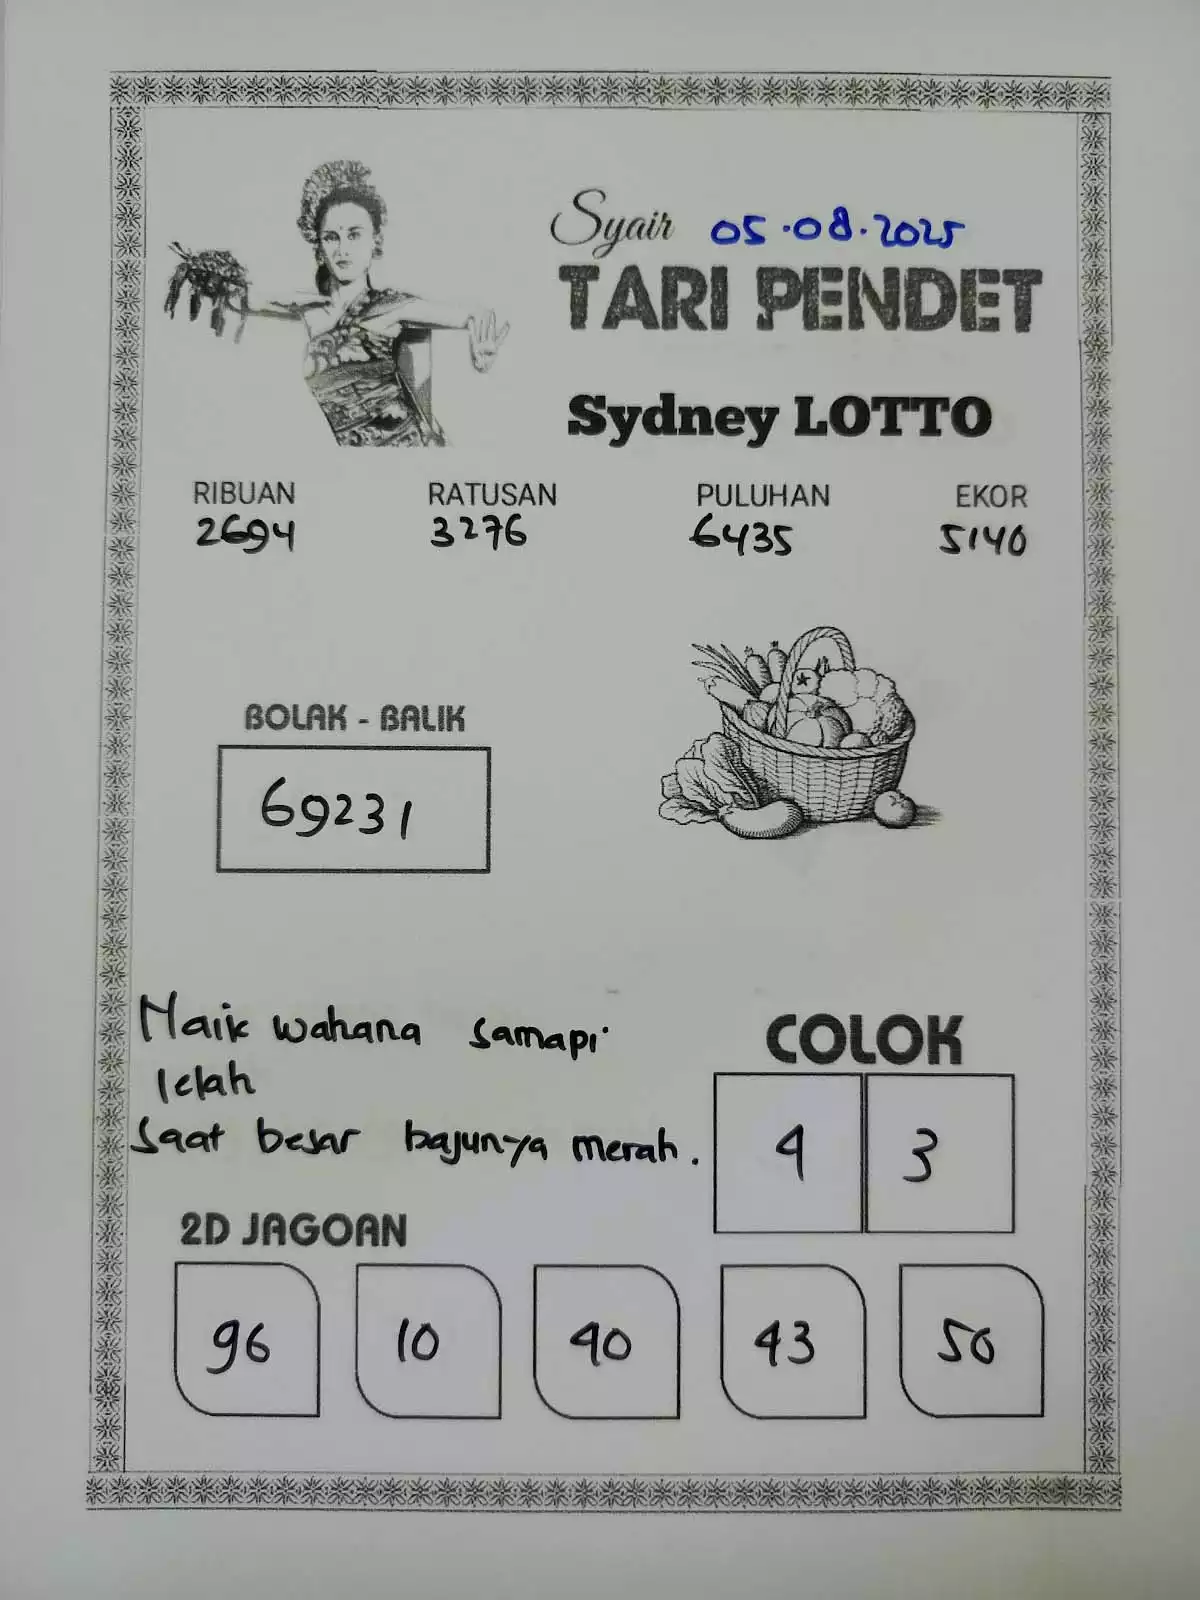 Syair 05.08.2025
TARI PENDET
Sydney LOTTO
RIBUAN RATUSAN PULUHAN EKOR
2694 3276 6435 5140
BOLAK - BALIK
69231
Naik wahana samapi
lelah
saat besar bajunya merah.
COLOK
4 3
2D JAGOAN
96 10 40 43 50